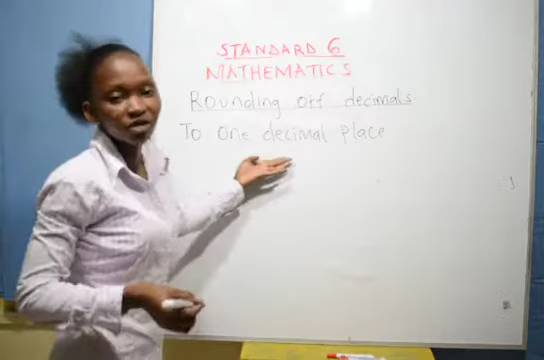 STANDARD 6
MATHEMATICS
Rounding off decimals
To One decimal place